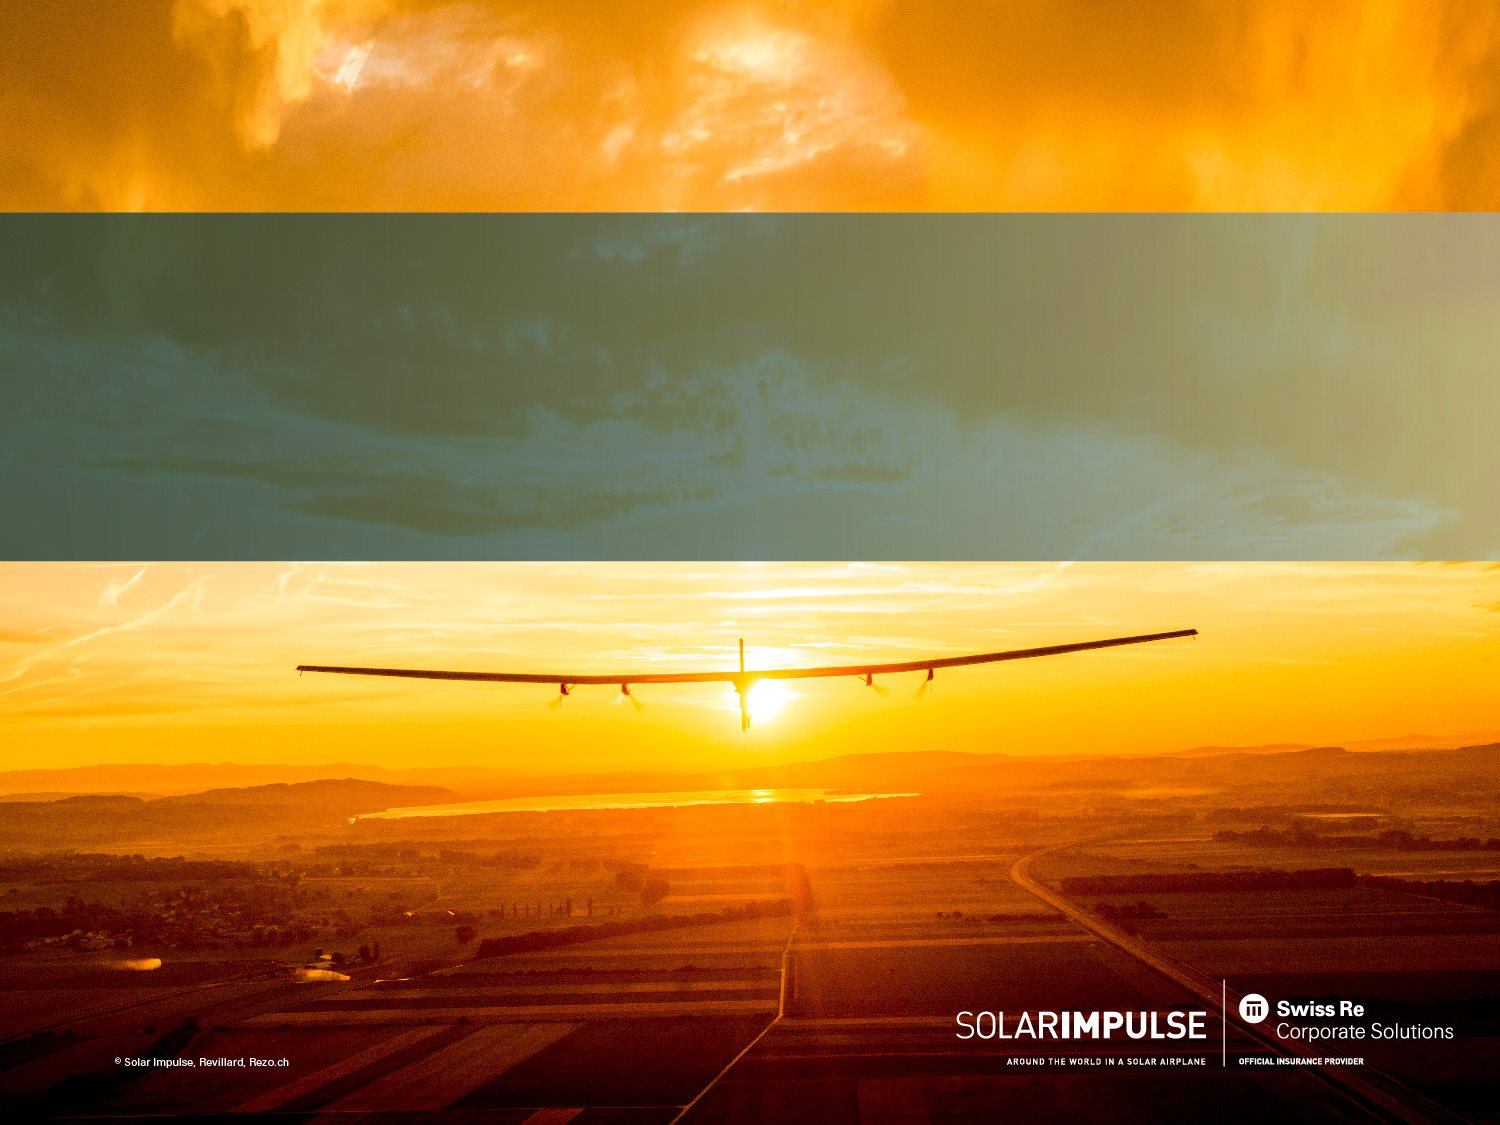 SOLARIMPULSE
AROUND THE WORLD IN A SOLAR AIRPLANE
Swiss Re
Corporate Solutions
OFFICIAL INSURANCE PROVIDER
© Solar Impulse, Revillard, Rezo.ch